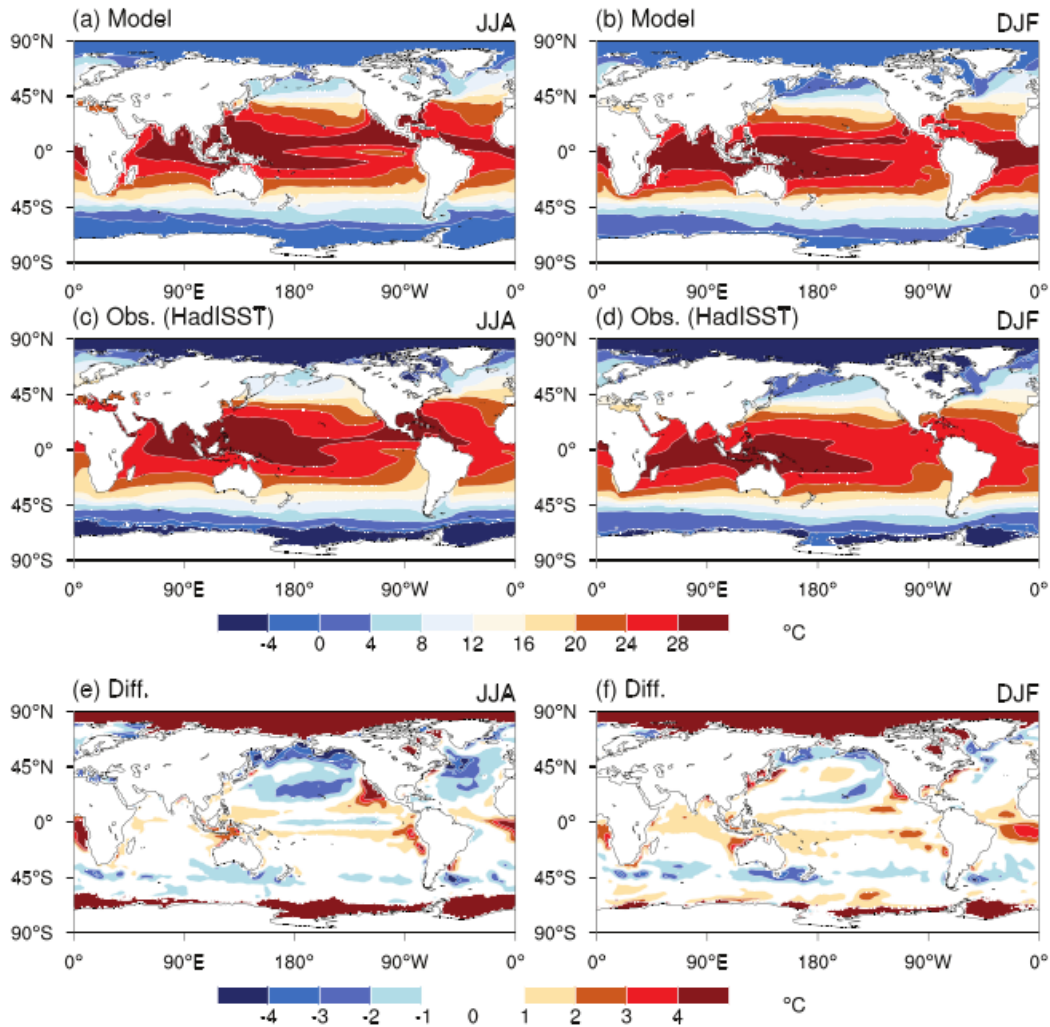 (a) Model JJA (b) Model DJF
90°N 90°N
45°N 45°N
0° 0°
45°S 45°S
90°S 90°S
0° 90°E 180° 90°W 0° 0° 90°E 180° 90°W 0°
(c) Obs. (HadISST) JJA (d) Obs. (HadISST) DJF
90°N 90°N
45°N 45°N
0° 0°
45°S 45°S
90°S 90°S
0° 90°E 180° 90°W 0° 0° 90°E 180° 90°W 0°
-4 0 4 8 12 16 20 24 28 °C
(e) Diff. JJA (f) Diff. DJF
90°N 90°N
45°N 45°N
0° 0°
45°S 45°S
90°S 90°S
0° 90°E 180° 90°W 0° 0° 90°E 180° 90°W 0°
-4 -3 -2 -1 0 1 2 3 4 °C